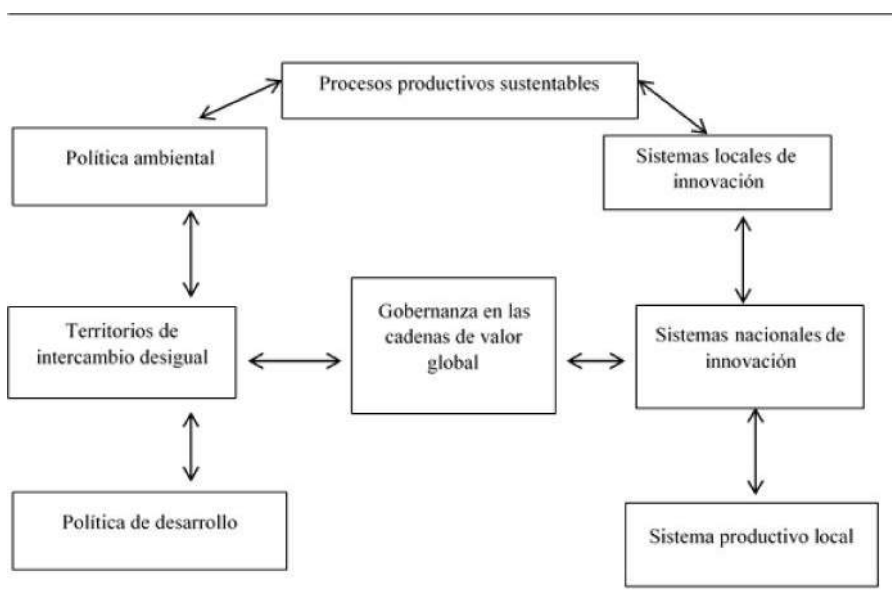 Procesos productivos sustentables
Política ambiental
Sistemas locales de
innovación
Territorios de
intercambio desigual
Gobernanza en las
cadenas de valor
global
Sistemas nacionales de
innovación
Política de desarrollo
Sistema productivo local